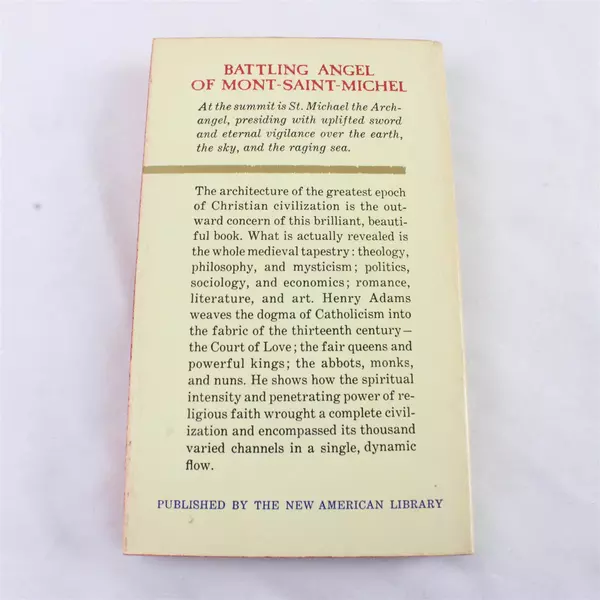 BATTLING ANGEL
OF MONT-SAINT-MICHEL
At the summit is St. Michael the Arch-
angel, presiding with uplifted sword
and eternal vigilance over the earth,
the sky, and the raging sea.
The architecture of the greatest epoch
of Christian civilization is the out-
ward concern of this brilliant, beauti-
ful book. What is actually revealed is
the whole medieval tapestry: theology,
philosophy, and mysticism; politics,
sociology, and economics; romance,
literature, and art. Henry Adams
weaves the dogma of Catholicism into
the fabric of the thirteenth century—
the Court of Love; the fair queens and
powerful kings; the abbots, monks,
and nuns. He shows how the spiritual
intensity and penetrating power of re-
ligious faith wrought a complete civil-
ization and encompassed its thousand
varied channels in a single, dynamic
flow.
PUBLISHED BY THE NEW AMERICAN LIBRARY